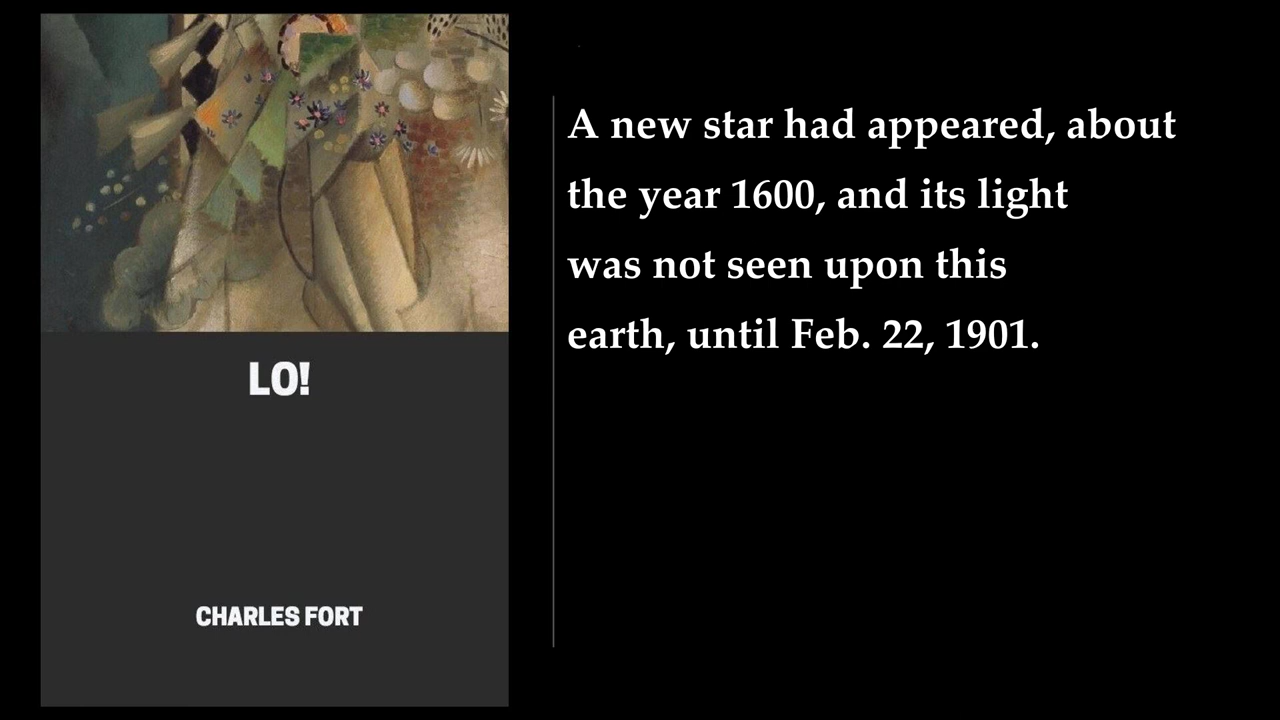 LO!
CHARLES FORT
A new star had appeared, about
the year 1600, and its light
was not seen upon this
earth, until Feb. 22, 1901.